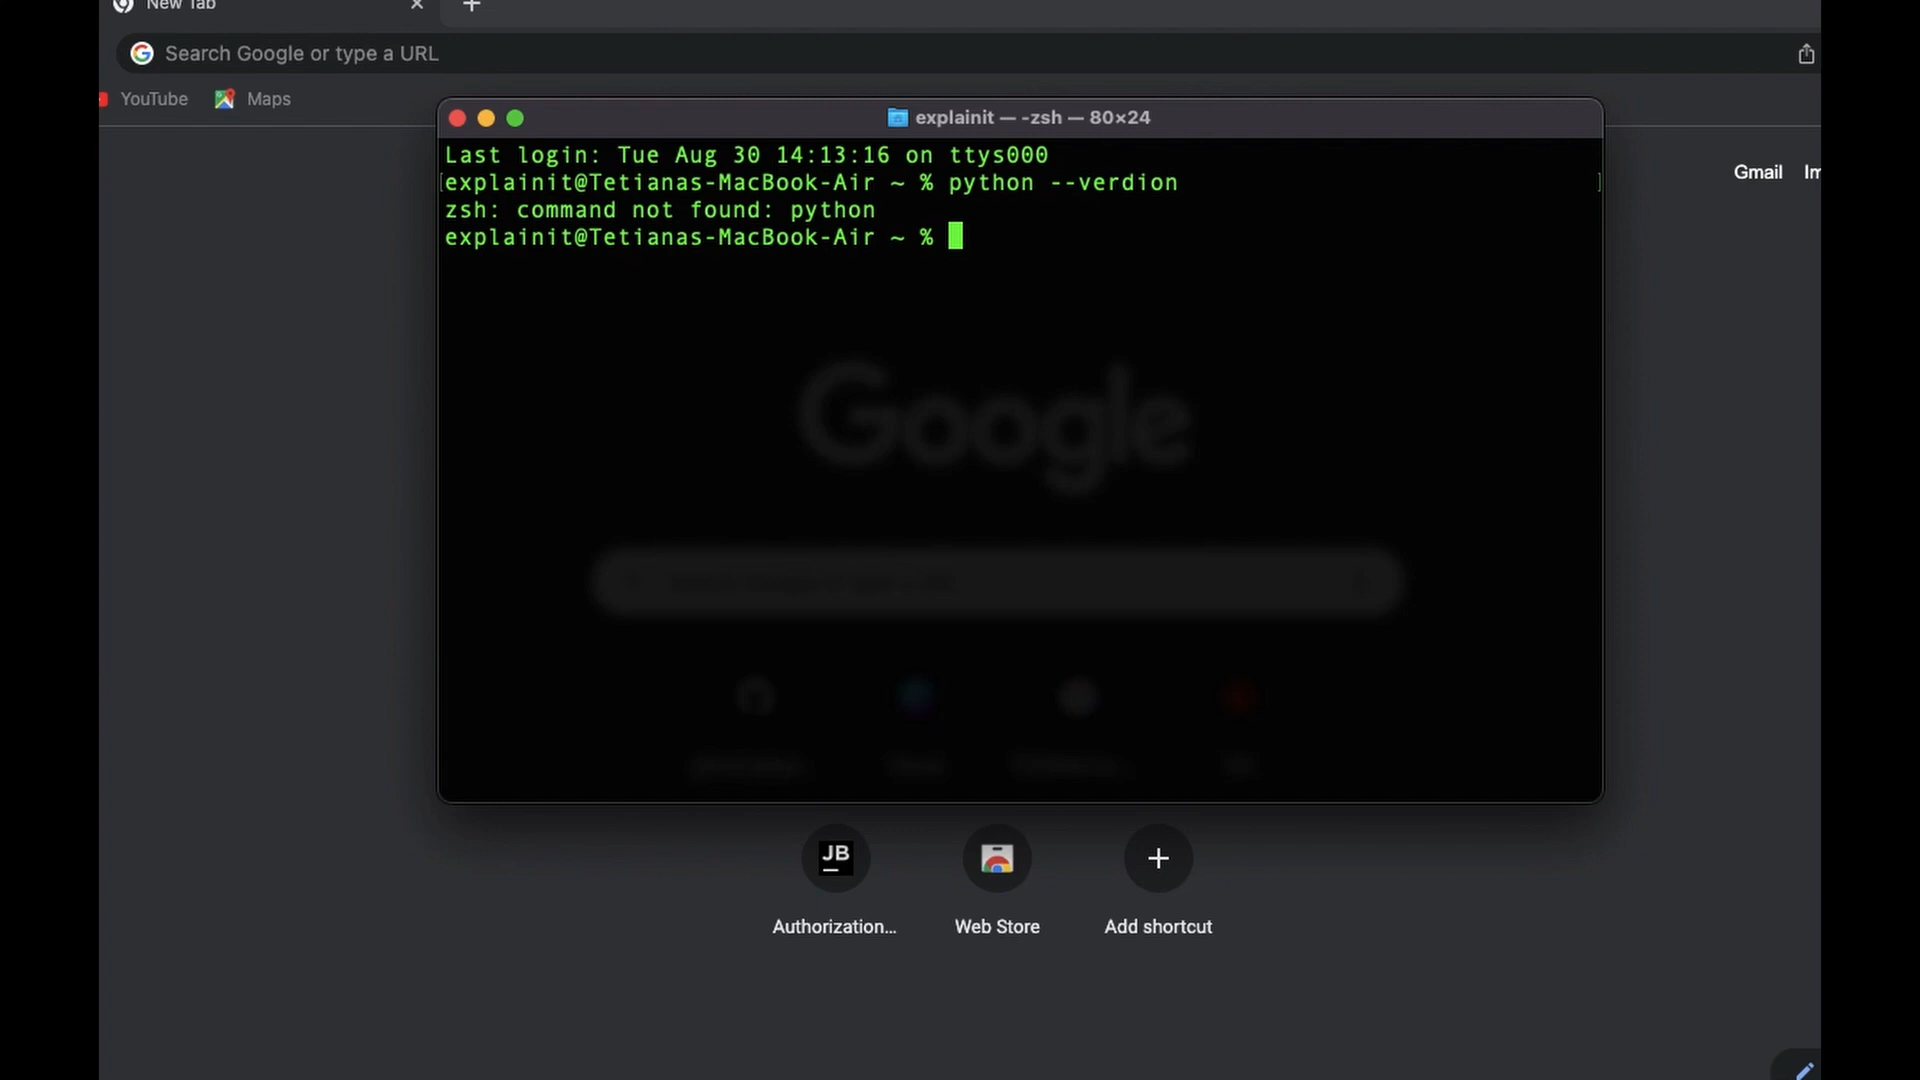 New Tab
Search Google or type a URL
YouTube
Maps
explainit — -zsh — 80×24
Last login: Tue Aug 30 14:13:16 on ttys000
explainit@Tetianas-MacBook-Air ~ % python --verdion
zsh: command not found: python
explainit@Tetianas-MacBook-Air ~ %
Gmail
Google
JB
Authorization...
Web Store
Add shortcut